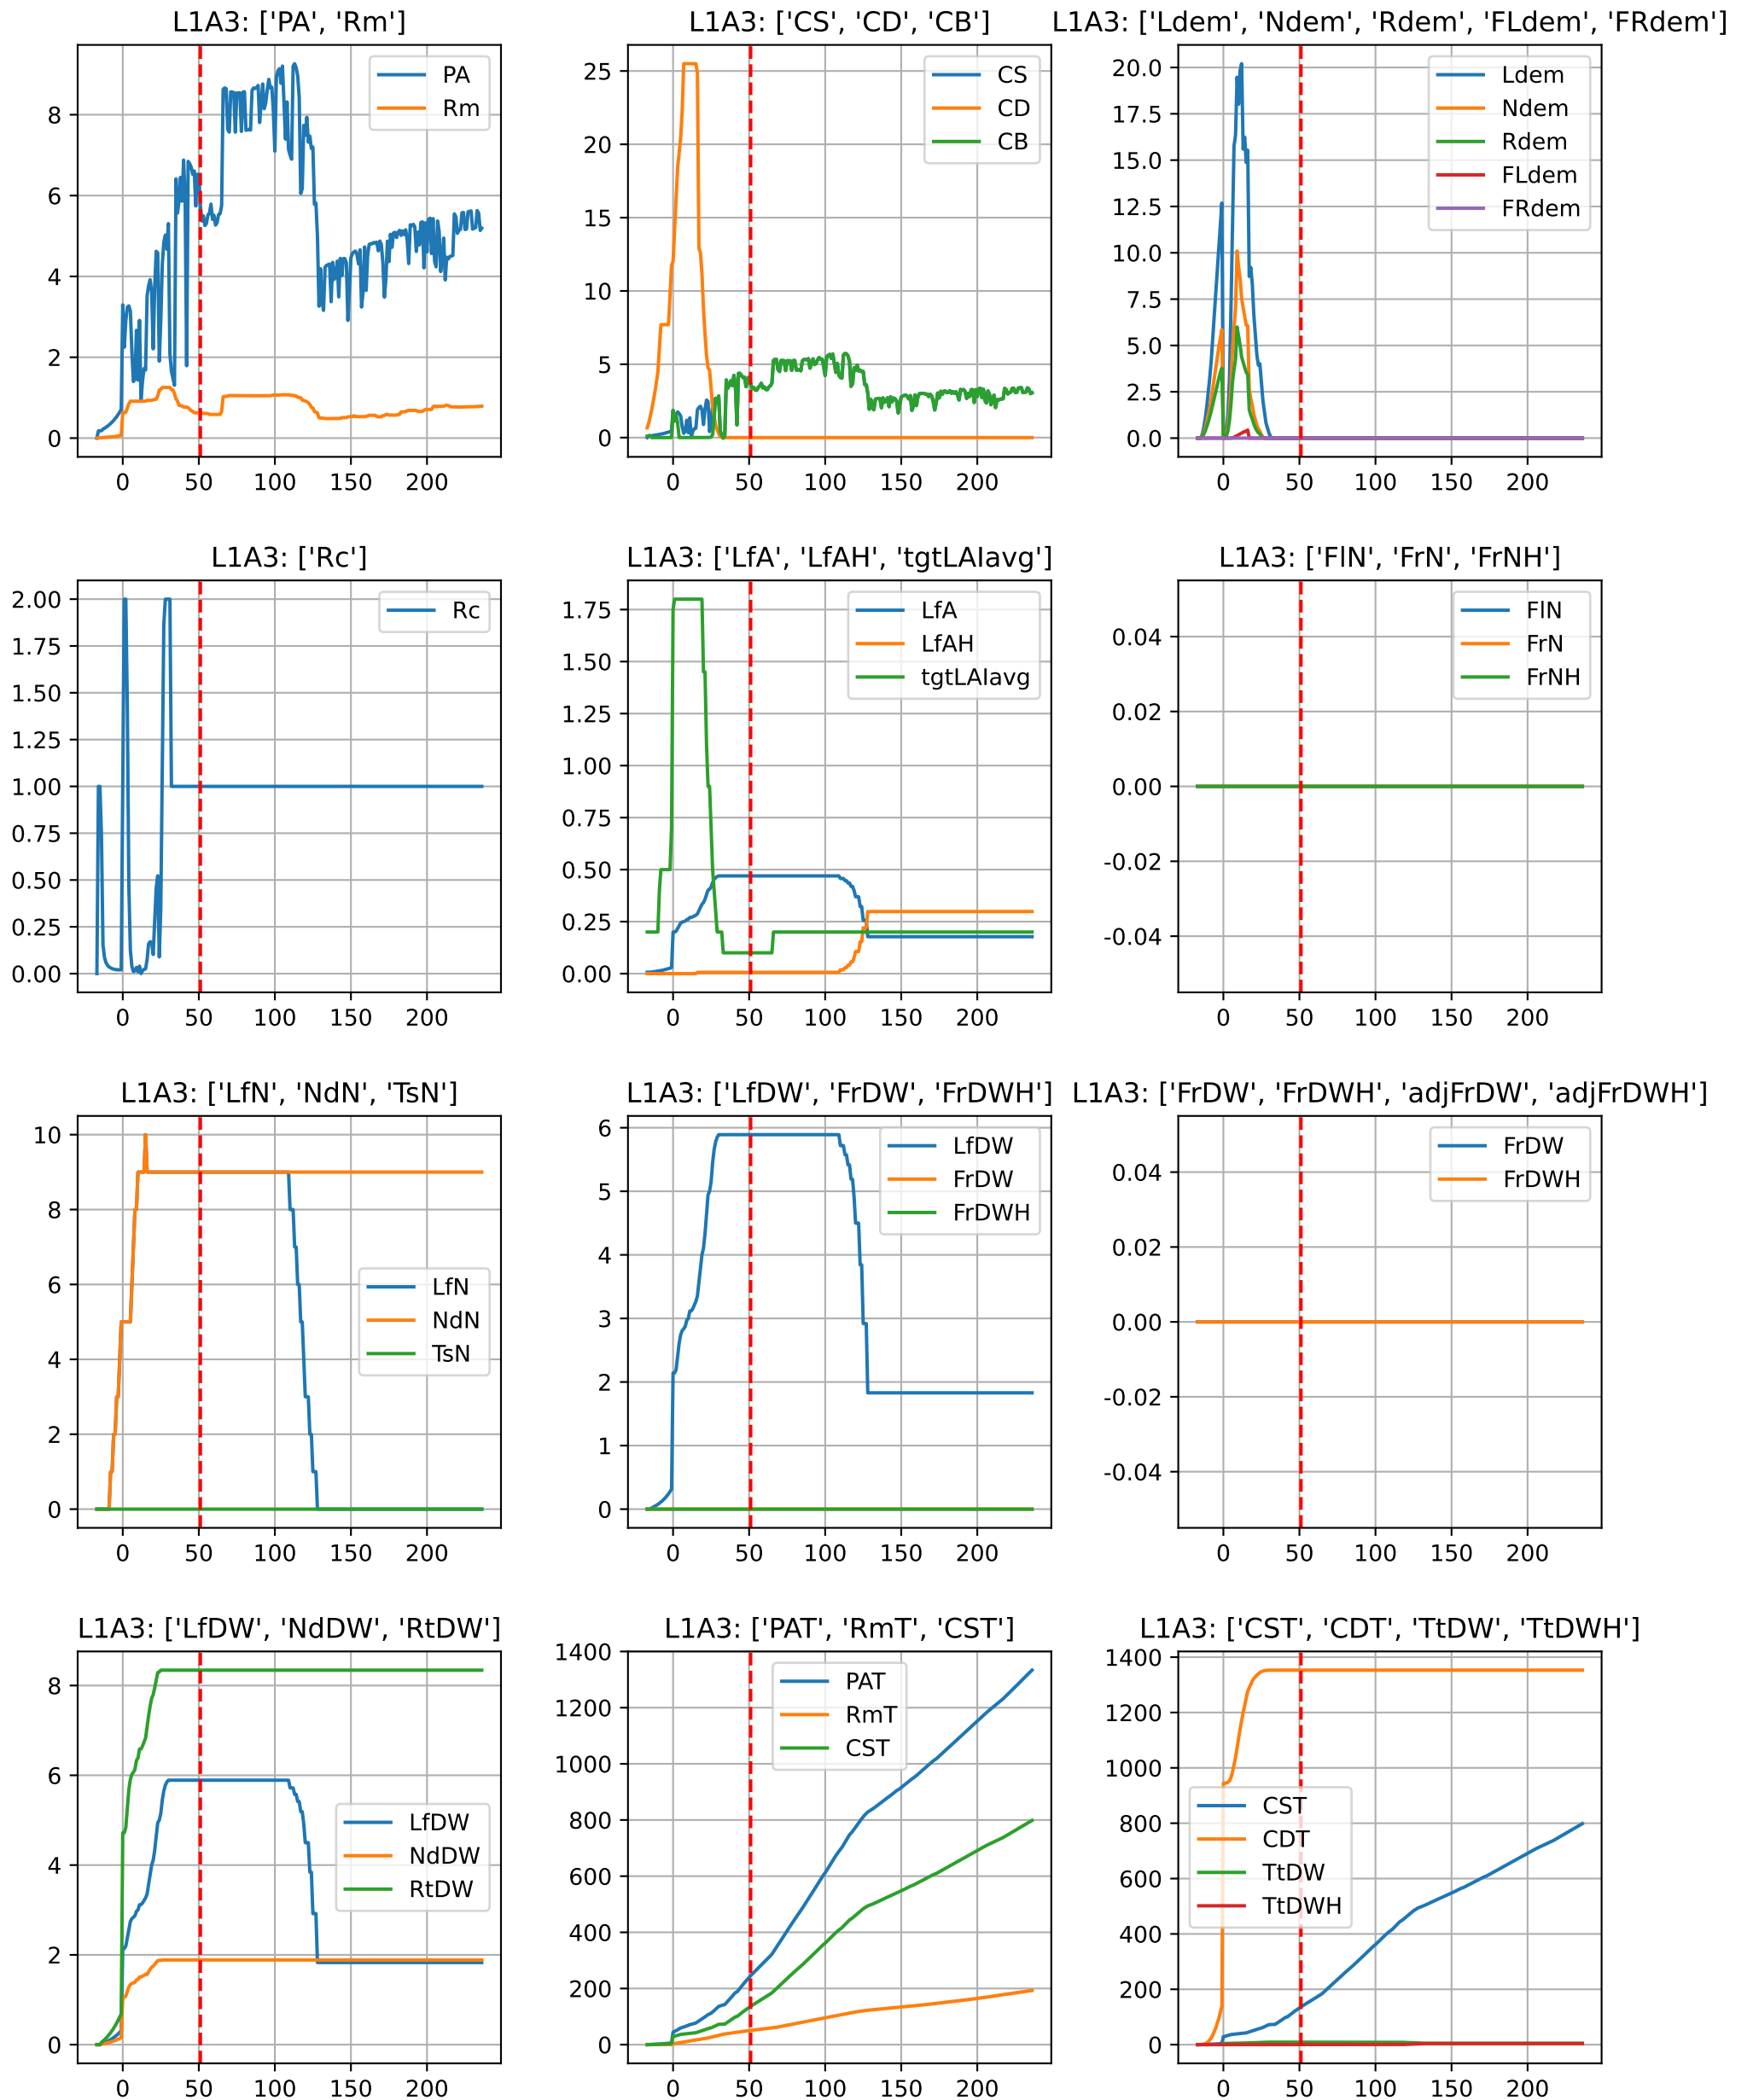 L1A3: ['PA', 'Rm']
8
6
4
2
0
0 50 100 150 200
PA
Rm
L1A3: ['CS', 'CD', 'CB']
25
20
15
10
5
0
0 50 100 150 200
CS
CD
CB
L1A3: ['Ldem', 'Ndem', 'Rdem', 'FLdem', 'FRdem']
20.0
17.5
15.0
12.5
10.0
7.5
5.0
2.5
0.0
0 50 100 150 200
Ldem
Ndem
Rdem
FLdem
FRdem
L1A3: ['Rc']
2.00
1.75
1.50
1.25
1.00
0.75
0.50
0.25
0.00
0 50 100 150 200
Rc
L1A3: ['LfA', 'LfAH', 'tgtLAIavg']
1.75
1.50
1.25
1.00
0.75
0.50
0.25
0.00
0 50 100 150 200
LfA
LfAH
tgtLAIavg
L1A3: ['FlN', 'FrN', 'FrNH']
0.04
0.02
0.00
-0.02
-0.04
0 50 100 150 200
FlN
FrN
FrNH
L1A3: ['LfN', 'NdN', 'TsN']
10
8
6
4
2
0
0 50 100 150 200
LfN
NdN
TsN
L1A3: ['LfDW', 'FrDW', 'FrDWH']
6
5
4
3
2
1
0
0 50 100 150 200
LfDW
FrDW
FrDWH
L1A3: ['FrDW', 'FrDWH', 'adjFrDW', 'adjFrDWH']
0.04
0.02
0.00
-0.02
-0.04
0 50 100 150 200
FrDW
FrDWH
L1A3: ['LfDW', 'NdDW', 'RtDW']
8
6
4
2
0
0 50 100 150 200
LfDW
NdDW
RtDW
L1A3: ['PAT', 'RmT', 'CST']
1400
1200
1000
800
600
400
200
0
0 50 100 150 200
PAT
RmT
CST
L1A3: ['CST', 'CDT', 'TtDW', 'TtDWH']
1400
1200
1000
800
600
400
200
0
0 50 100 150 200
CST
CDT
TtDW
TtDWH